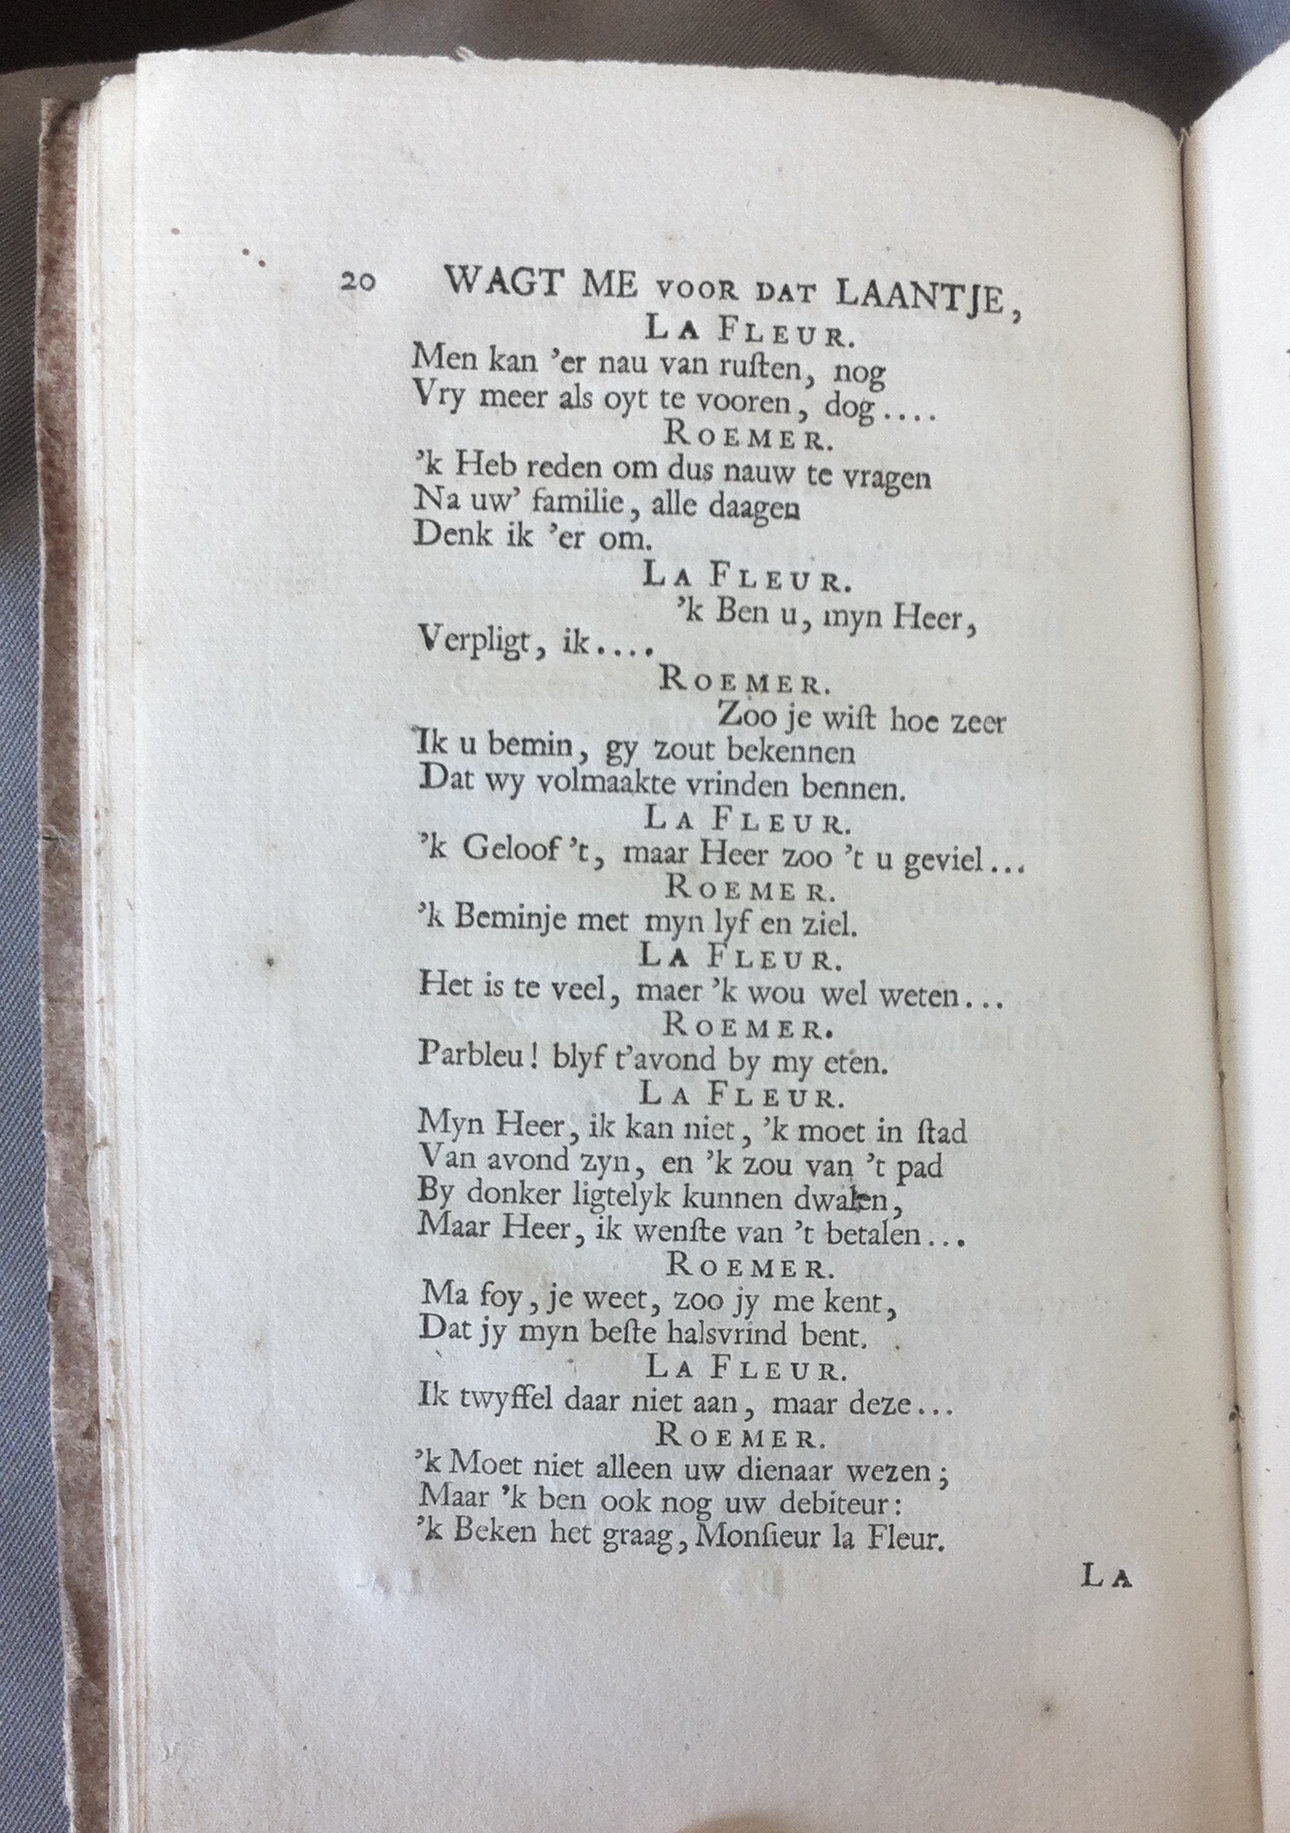 20 WAGT ME VOOR DAT LAANTJE,
LA FLEUR.
Men kan 'er nau van ruſten, nog
Vry meer als oyt te vooren, dog....
ROEMER.
'k Heb reden om dus nauw te vragen
Na uw' familie, alle daagen
Denk ik 'er om.
LA FLEUR.
'k Ben u, myn Heer,
Verpligt, ik....
ROEMER.
Zoo je wiſt hoe zeer
Ik u bemin, gy zout bekennen
Dat wy volmaakte vrinden bennen.
LA FLEUR.
'k Geloof 't, maar Heer zoo 't u geviel...
ROEMER.
'k Beminje met myn lyf en ziel.
LA FLEUR.
Het is te veel, maer 'k wou wel weten...
ROEMER.
Parbleu! blyf t'avond by my eten.
LA FLEUR.
Myn Heer, ik kan niet, 'k moet in ſtad
Van avond zyn, en 'k zou van 't pad
By donker ligtelyk kunnen dwalen,
Maar Heer, ik wenſte van 't betalen...
ROEMER.
Ma foy, je weet, zoo jy me kent,
Dat jy myn beſte halsvrind bent.
LA FLEUR.
Ik twyffel daar niet aan, maar deze...
ROEMER.
'k Moet niet alleen uw dienaar wezen;
Maar 'k ben ook nog uw debiteur:
'k Beken het graag, Monſieur la Fleur.
LA